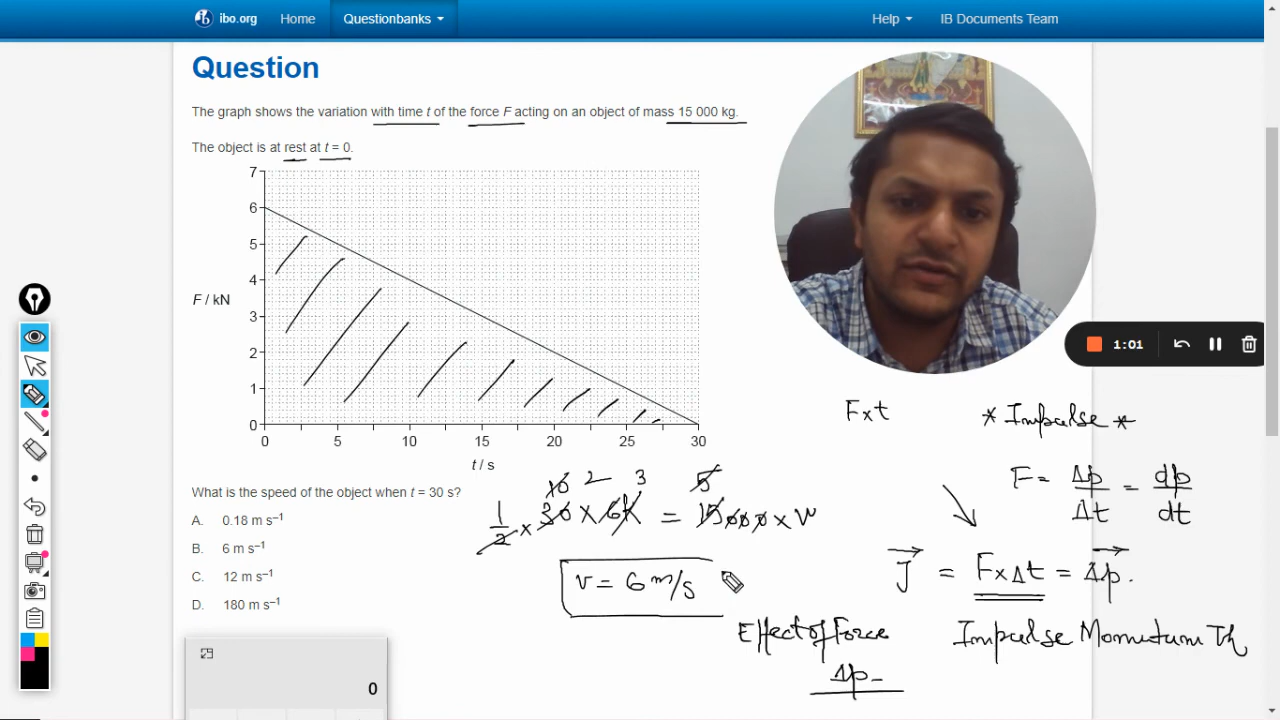 ibo.org Home Questionbanks Help IB Documents Team
Question
The graph shows the variation with time t of the force F acting on an object of mass 15 000 kg.
The object is at rest at t = 0.
7
6
5
4
3
2
1
0
F / kN
0 5 10 15 20 25 30
t / s
What is the speed of the object when t = 30 s?
A. 0.18 m s⁻¹
B. 6 m s⁻¹
C. 12 m s⁻¹
D. 180 m s⁻¹
10 2 3 5
1/2 × 30 × 6k = 15000 × v
v = 6 m/s
1:01
F×t * Impulse *
F = Δp/Δt = dp/dt
J = F×Δt = Δp.
Effect of Force
Δp
Impulse Momentum Th
0